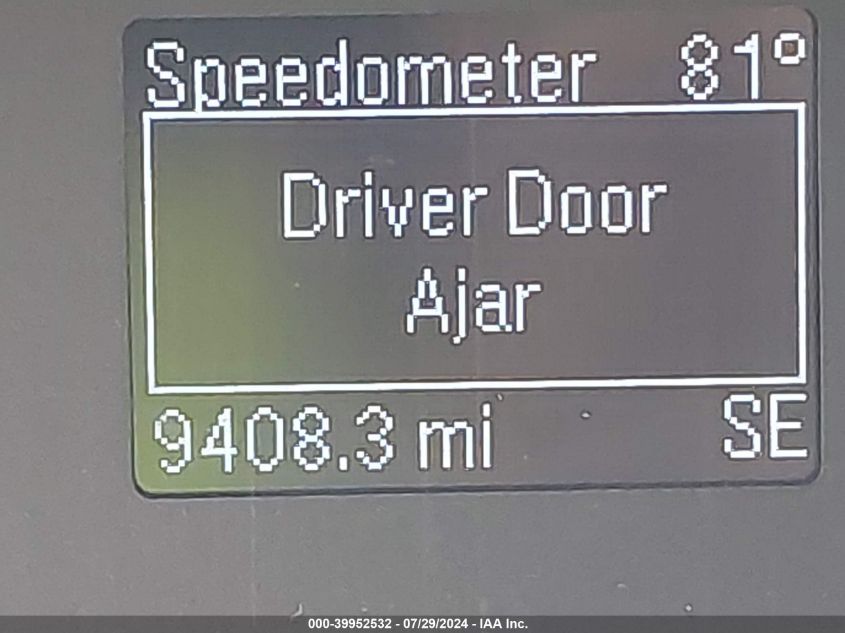 Speedometer 81°
Driver Door
Ajar
9408.3 mi SE
000-39952532 - 07/29/2024 - IAA Inc.